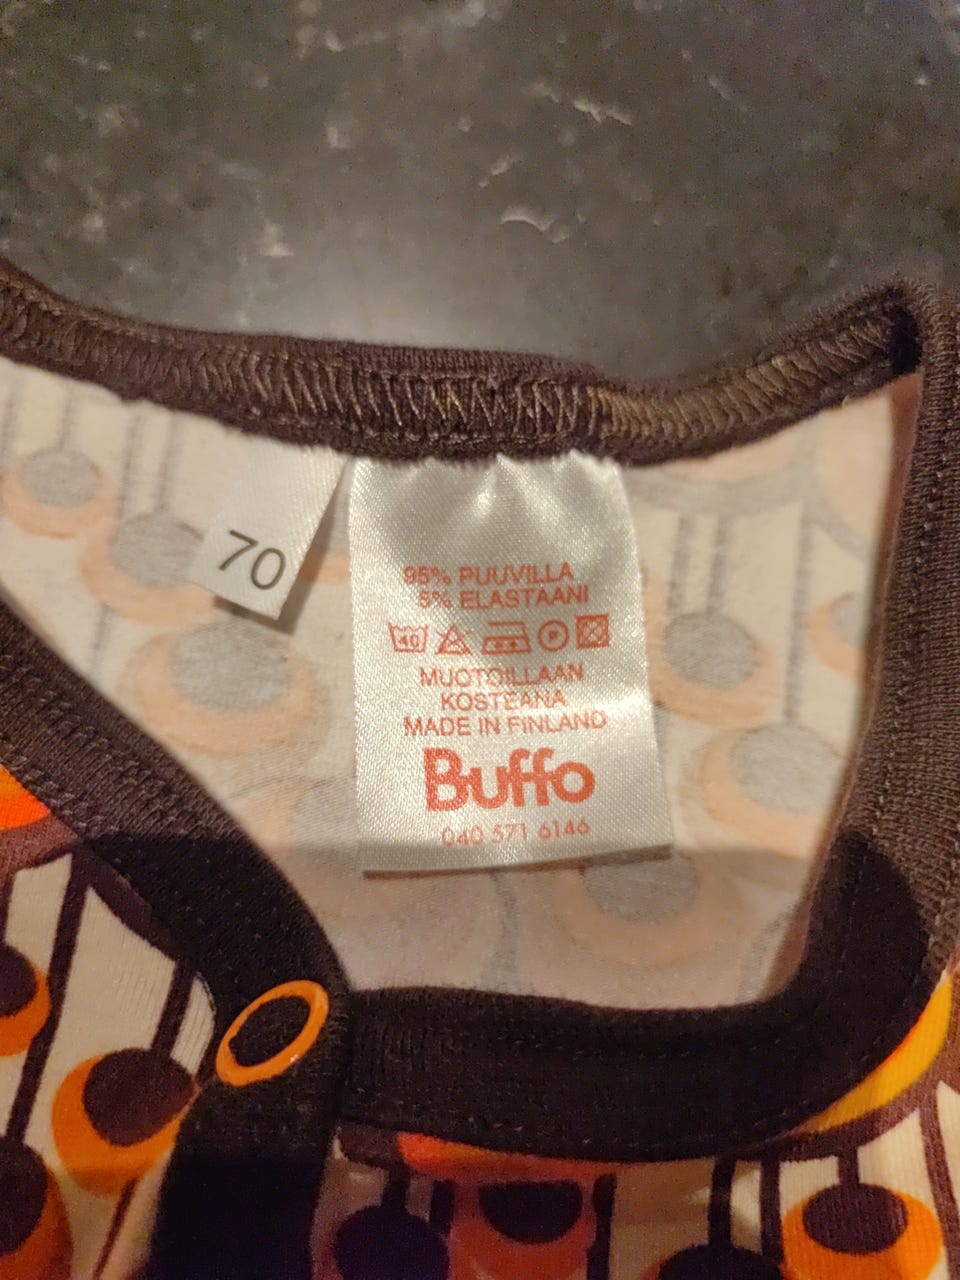 70
95% PUUVILLA
5% ELASTAANI
40 P
MUOTOILLAAN
KOSTEANA
MADE IN FINLAND
Buffo
040 571 6146